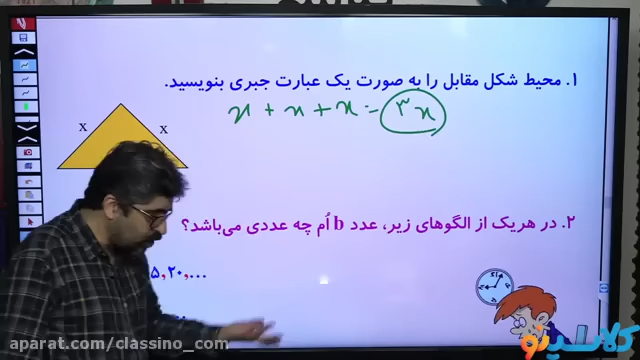 ۱. محیط شکل مقابل را به صورت یک عبارت جبری بنویسید.
x + x + x = ۳x
x x
۲. در هریک از الگوهای زیر، عدد b اُم چه عددی می‌باشد؟
۵,۲۰,...
aparat.com/classino_com
کلاسینو